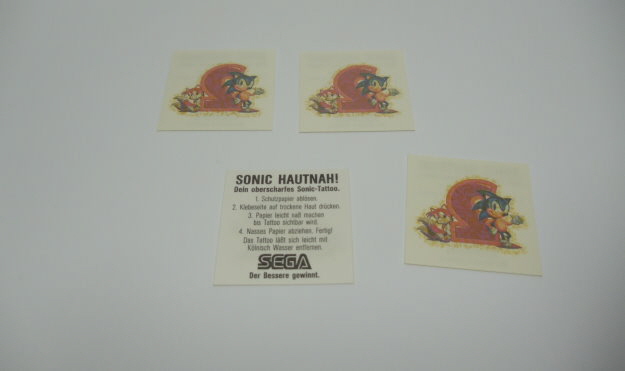 SONIC HAUTNAH!
Dein oberscharfes Sonic-Tattoo.
1. Schutzpapier ablösen.
2. Klebeseite auf trockene Haut drücken.
3. Papier leicht naß machen
bis Tattoo sichtbar wird.
4. Nasses Papier abziehen. Fertig!
Das Tattoo läßt sich leicht mit
Kölnisch Wasser entfernen.
SEGA
Der Bessere gewinnt.